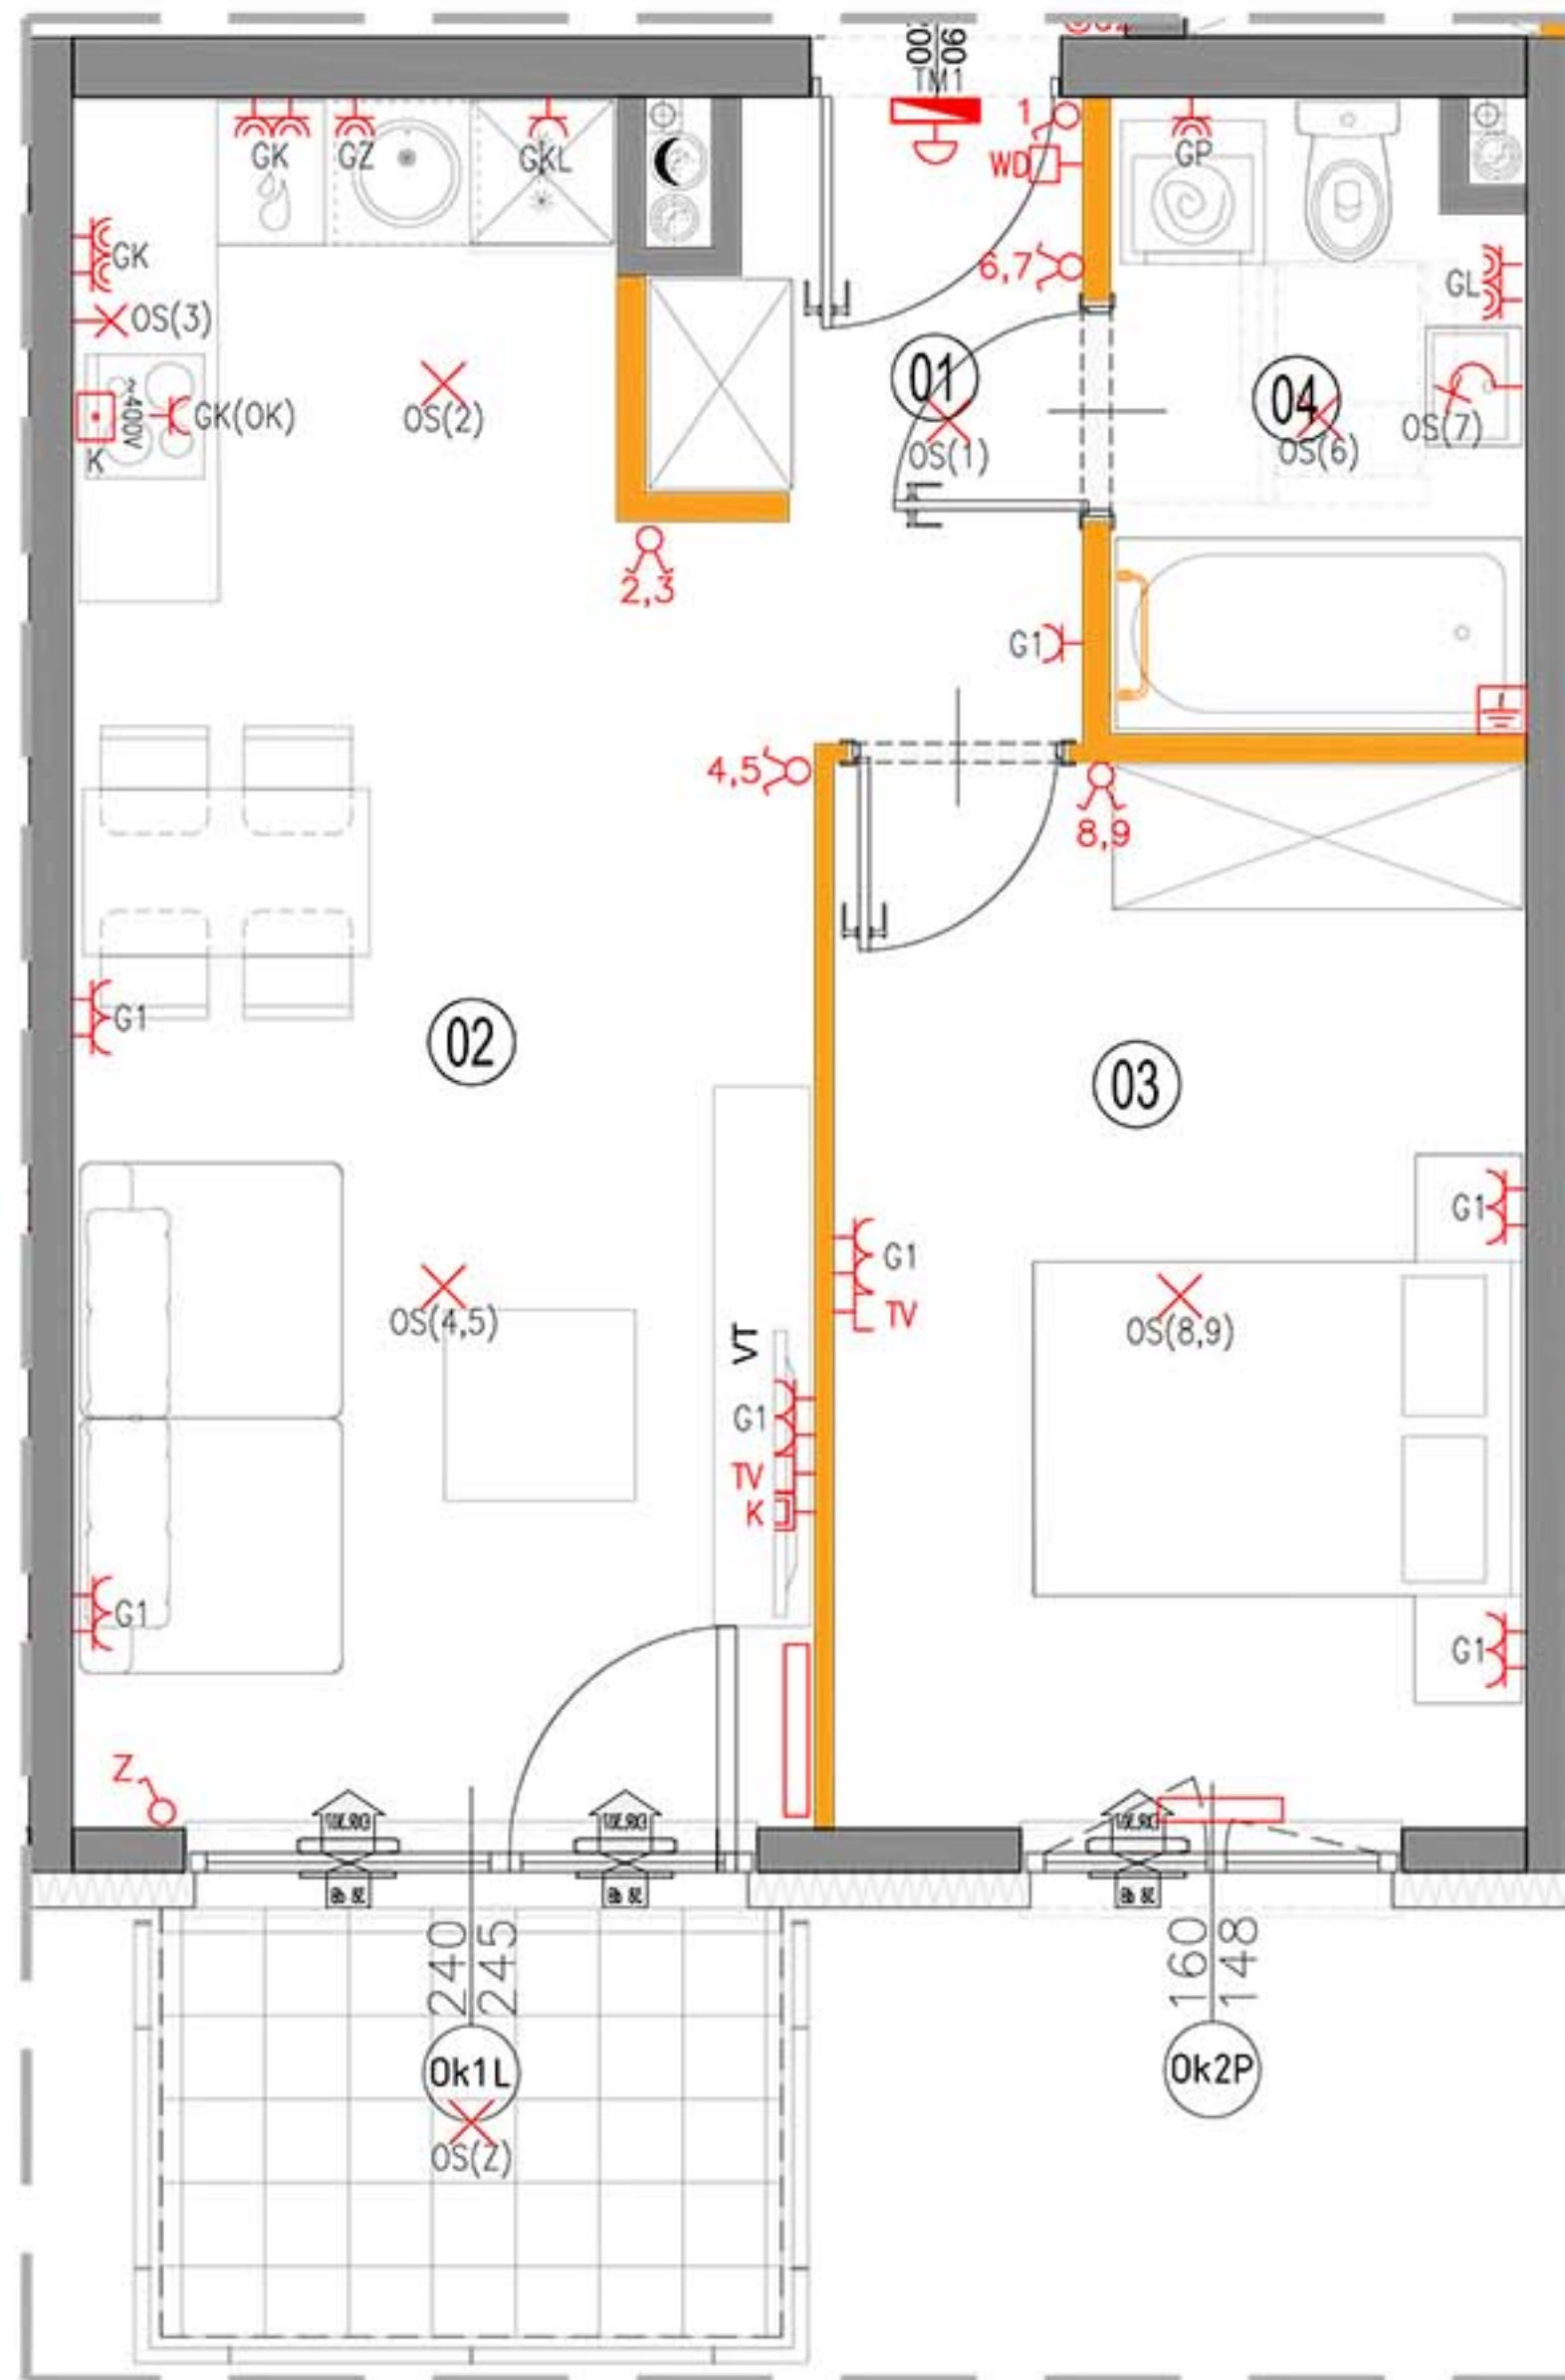 90
TM1
1
GK
GZ
GKL
WD
GP
GK
6,7
GL
OS(3)
01
04
~400V
GK(OK)
OS(2)
OS(1)
OS(6)
OS(7)
K
2,3
G1
4,5
8,9
G1
02
03
G1
G1
TV
OS(4,5)
OS(8,9)
VT
G1
TV
K
G1
G1
Z
240
245
160
148
Ok1L
Ok2P
OS(Z)